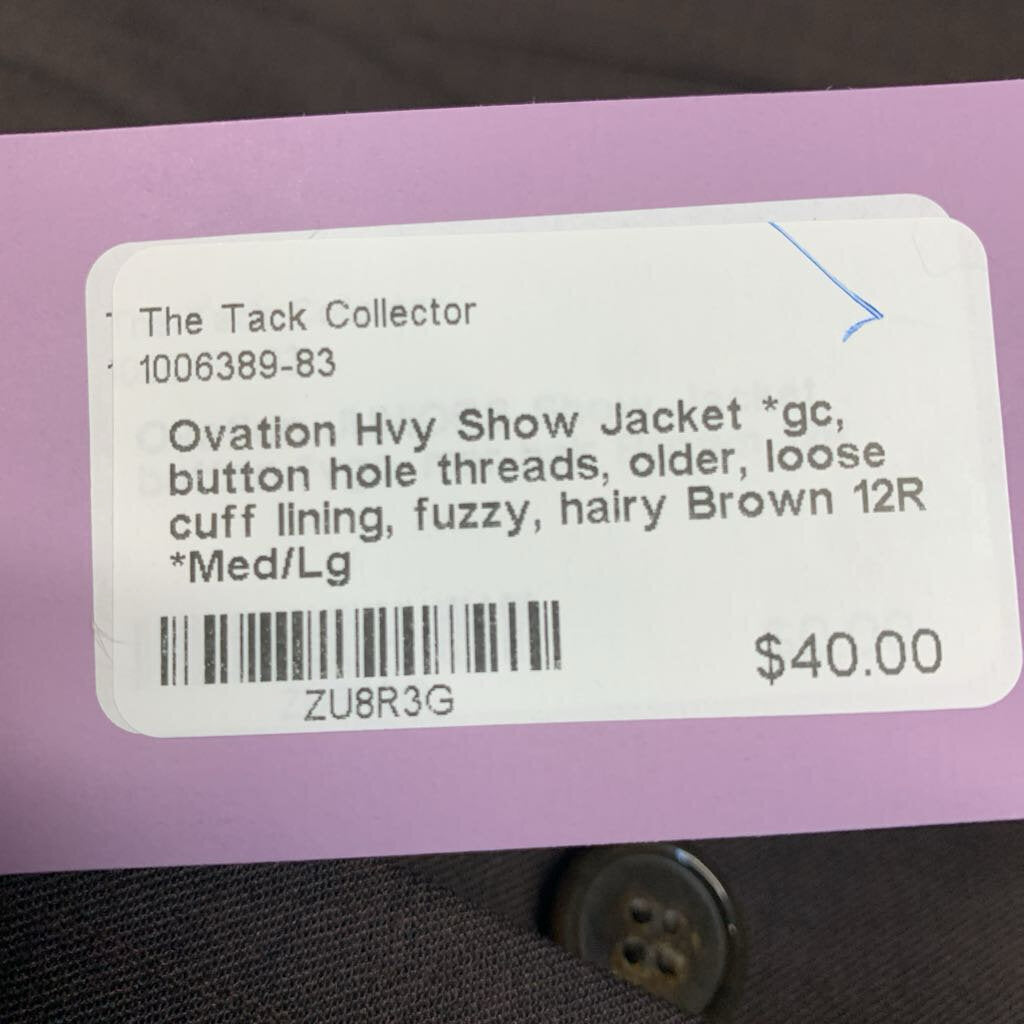 The Tack Collector
1006389-83
Ovation Hvy Show Jacket *gc,
button hole threads, older, loose
cuff lining, fuzzy, hairy Brown 12R
*Med/Lg
ZU8R3G
$40.00